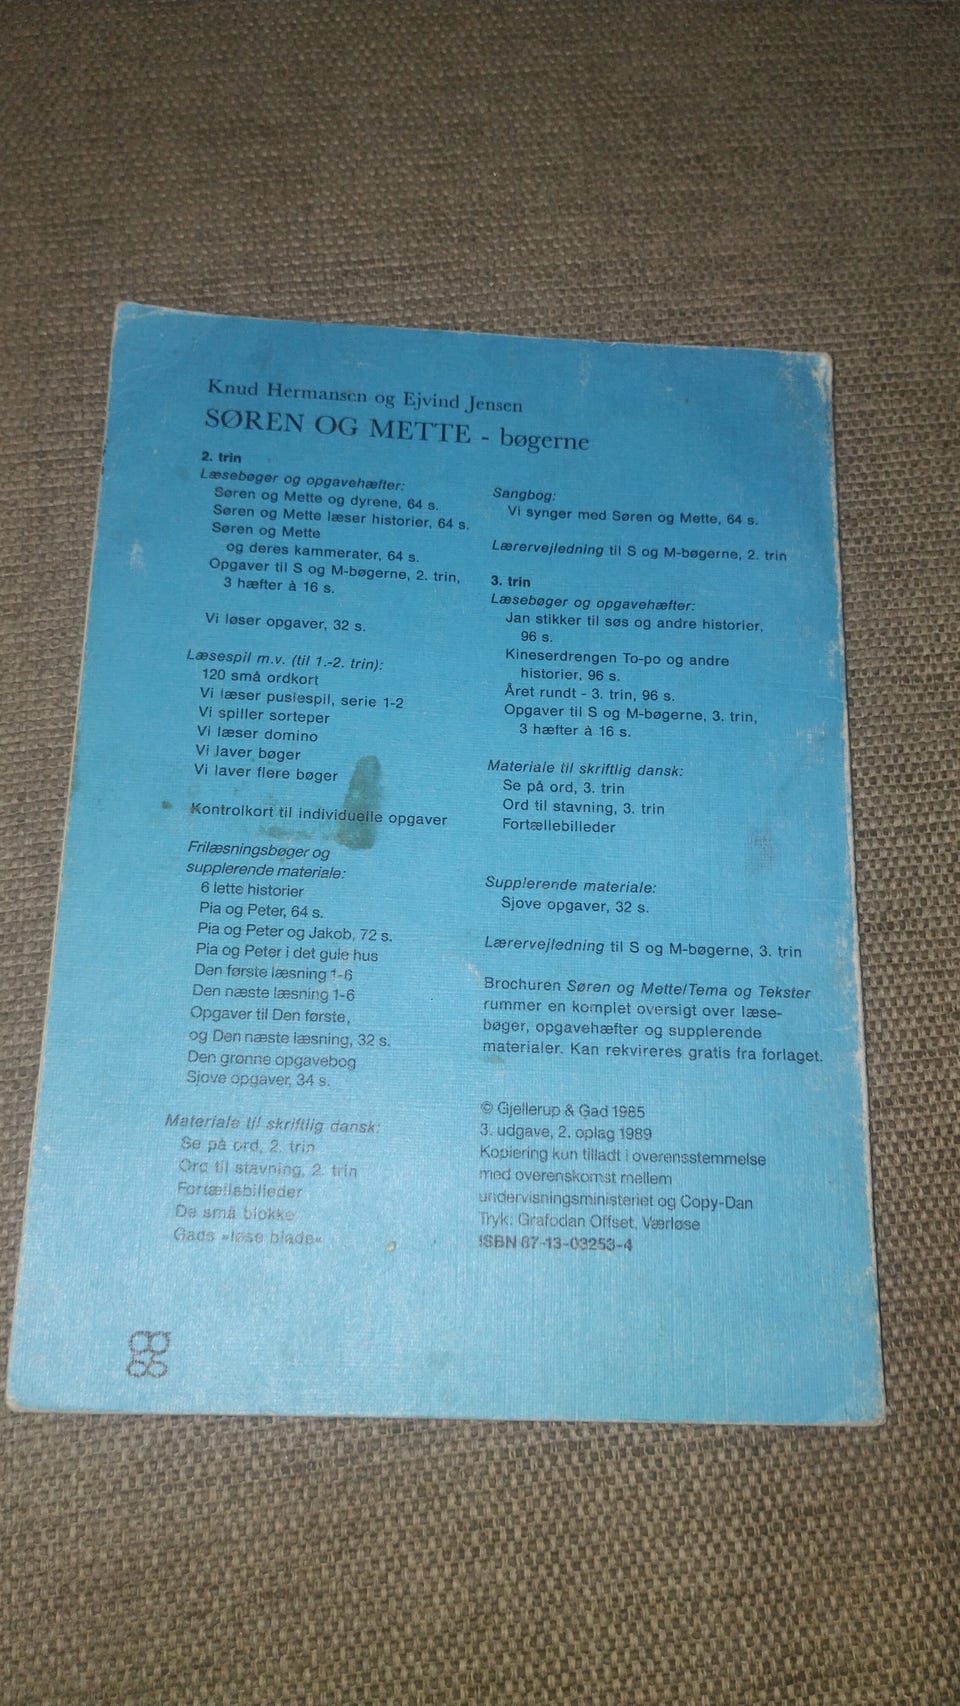 Knud Hermansen og Ejvind Jensen
SØREN OG METTE - bøgerne
2. trin
Læsebøger og opgavehæfter:
Søren og Mette og dyrene, 64 s.
Søren og Mette læser historier, 64 s.
Søren og Mette
og deres kammerater, 64 s.
Opgaver til S og M-bøgerne, 2. trin,
3 hæfter à 16 s.
Vi løser opgaver, 32 s.
Læsespil m.v. (til 1.-2. trin):
120 små ordkort
Vi læser puslespil, serie 1-2
Vi spiller sorteper
Vi læser domino
Vi laver bøger
Vi laver flere bøger
Kontrolkort til individuelle opgaver
Frilæsningsbøger og
supplerende materiale:
6 lette historier
Pia og Peter, 64 s.
Pia og Peter og Jakob, 72 s.
Pia og Peter i det gule hus
Den første læsning 1-6
Den næste læsning 1-6
Opgaver til Den første,
og Den næste læsning, 32 s.
Den grønne opgavebog
Sjove opgaver, 34 s.
Materiale til skriftlig dansk:
Se på ord, 2. trin
Ord til stavning, 2. trin
Fortællebilleder
De små blokke
Gads »løse blade«
Sangbog:
Vi synger med Søren og Mette, 64 s.
Lærervejledning til S og M-bøgerne, 2. trin
3. trin
Læsebøger og opgavehæfter:
Jan stikker til søs og andre historier,
96 s.
Kineserdrengen To-po og andre
historier, 96 s.
Året rundt - 3. trin, 96 s.
Opgaver til S og M-bøgerne, 3. trin,
3 hæfter à 16 s.
Materiale til skriftlig dansk:
Se på ord, 3. trin
Ord til stavning, 3. trin
Fortællebilleder
Supplerende materiale:
Sjove opgaver, 32 s.
Lærervejledning til S og M-bøgerne, 3. trin
Brochuren Søren og Mette/Tema og Tekster
rummer en komplet oversigt over læse-
bøger, opgavehæfter og supplerende
materialer. Kan rekvireres gratis fra forlaget.
© Gjellerup & Gad 1985
3. udgave, 2. oplag 1989
Kopiering kun tilladt i overensstemmelse
med overenskomst mellem
undervisningsministeriet og Copy-Dan
Tryk: Grafodan Offset, Værløse
ISBN 87-13-03253-4